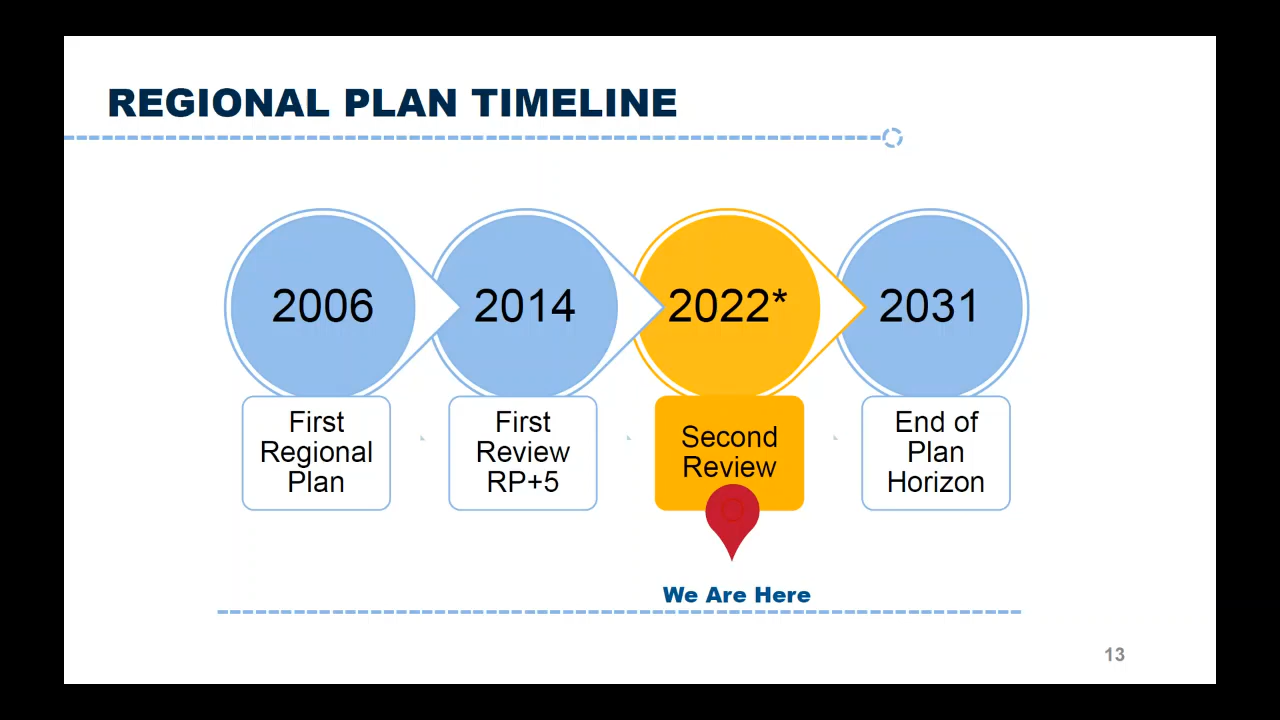 REGIONAL PLAN TIMELINE
2006
2014
2022*
2031
First
Regional
Plan
First
Review
RP+5
Second
Review
End of
Plan
Horizon
We Are Here
13